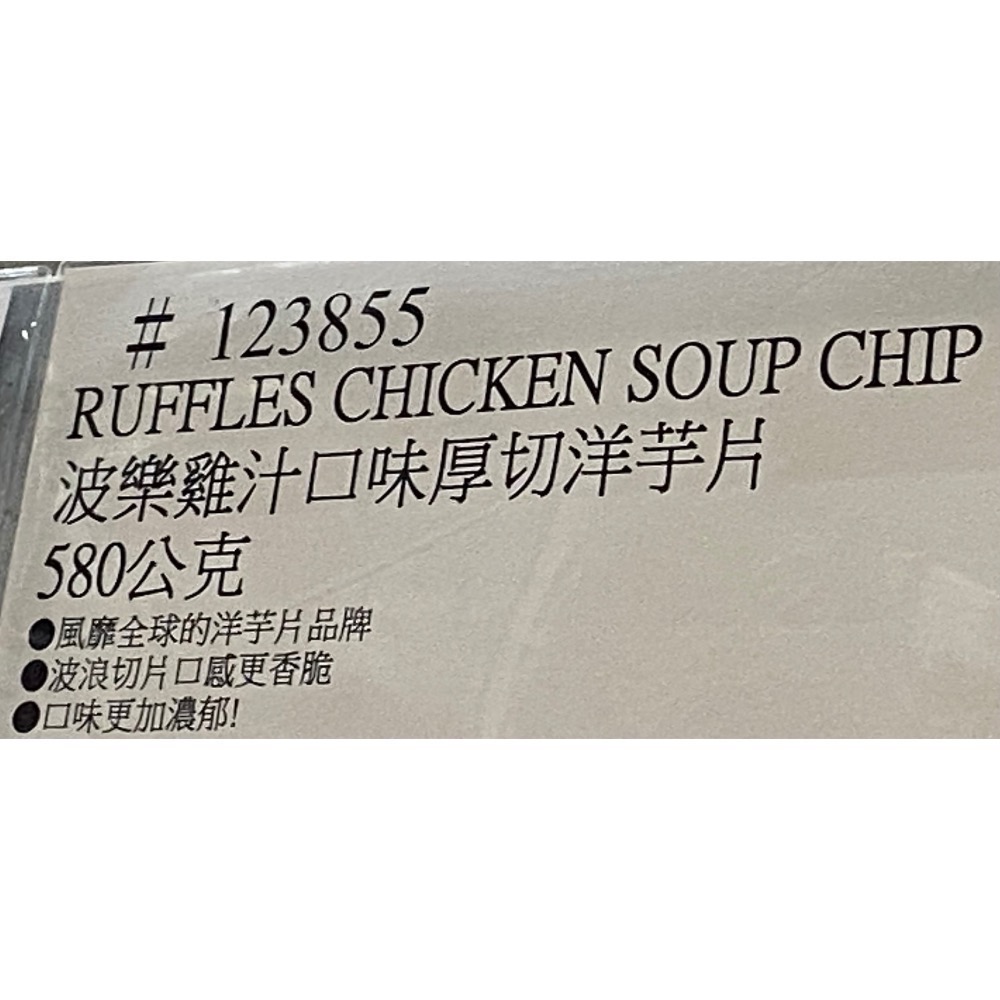 # 123855
RUFFLES CHICKEN SOUP CHIP
波樂雞汁口味厚切洋芋片
580公克
●風靡全球的洋芋片品牌
●波浪切片口感更香脆
●口味更加濃郁!